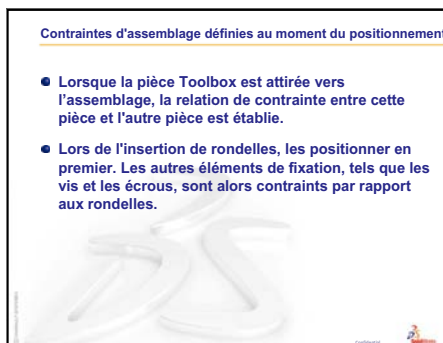 Contraintes d'assemblage définies au moment du positionnement
Lorsque la pièce Toolbox est attirée vers
l'assemblage, la relation de contrainte entre cette
pièce et l'autre pièce est établie.
Lors de l'insertion de rondelles, les positionner en
premier. Les autres éléments de fixation, tels que les
vis et les écrous, sont alors contraints par rapport
aux rondelles.